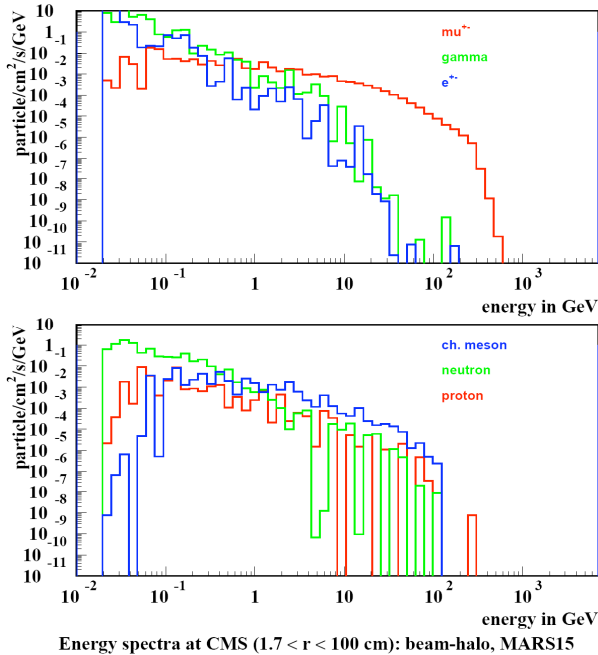 particle/cm²/s/GeV
10
1
10⁻¹
10⁻²
10⁻³
10⁻⁴
10⁻⁵
10⁻⁶
10⁻⁷
10⁻⁸
10⁻⁹
10⁻¹⁰
10⁻¹¹
mu⁺⁻
gamma
e⁺⁻
10⁻² 10⁻¹ 1 10 10² 10³
energy in GeV
particle/cm²/s/GeV
10
1
10⁻¹
10⁻²
10⁻³
10⁻⁴
10⁻⁵
10⁻⁶
10⁻⁷
10⁻⁸
10⁻⁹
10⁻¹⁰
10⁻¹¹
ch. meson
neutron
proton
10⁻² 10⁻¹ 1 10 10² 10³
energy in GeV
Energy spectra at CMS (1.7 < r < 100 cm): beam-halo, MARS15